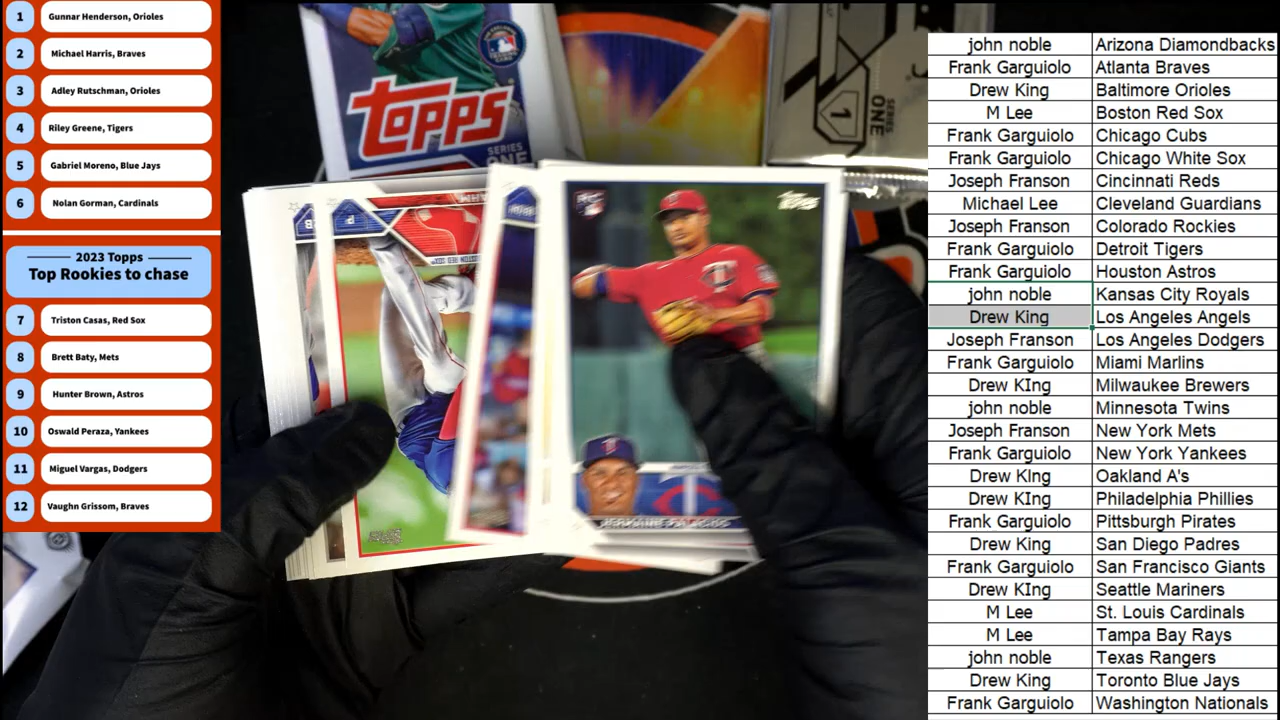 1 Gunnar Henderson, Orioles
2 Michael Harris, Braves
3 Adley Rutschman, Orioles
4 Riley Greene, Tigers
5 Gabriel Moreno, Blue Jays
6 Nolan Gorman, Cardinals
2023 Topps
Top Rookies to chase
7 Triston Casas, Red Sox
8 Brett Baty, Mets
9 Hunter Brown, Astros
10 Oswald Peraza, Yankees
11 Miguel Vargas, Dodgers
12 Vaughn Grissom, Braves
TOPPS
SERIES
ONE
1
SERIES
ONE
RC
Topps
P
john noble Arizona Diamondbacks
Frank Garguiolo Atlanta Braves
Drew King Baltimore Orioles
M Lee Boston Red Sox
Frank Garguiolo Chicago Cubs
Frank Garguiolo Chicago White Sox
Joseph Franson Cincinnati Reds
Michael Lee Cleveland Guardians
Joseph Franson Colorado Rockies
Frank Garguiolo Detroit Tigers
Frank Garguiolo Houston Astros
john noble Kansas City Royals
Drew King Los Angeles Angels
Joseph Franson Los Angeles Dodgers
Frank Garguiolo Miami Marlins
Drew KIng Milwaukee Brewers
john noble Minnesota Twins
Joseph Franson New York Mets
Frank Garguiolo New York Yankees
Drew KIng Oakland A's
Drew KIng Philadelphia Phillies
Frank Garguiolo Pittsburgh Pirates
Drew King San Diego Padres
Frank Garguiolo San Francisco Giants
Drew King Seattle Mariners
M Lee St. Louis Cardinals
M Lee Tampa Bay Rays
john noble Texas Rangers
Drew King Toronto Blue Jays
Frank Garguiolo Washington Nationals